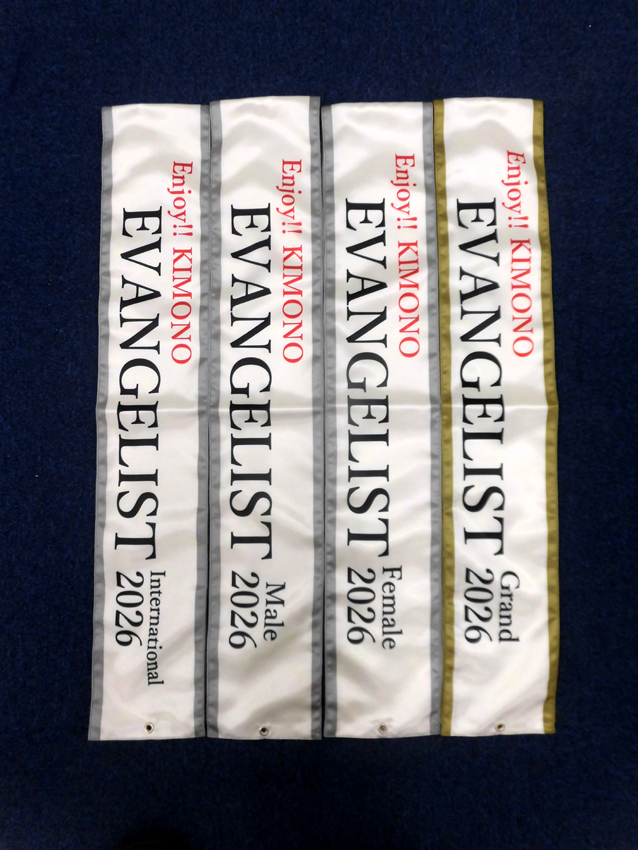 Enjoy!! KIMONO
EVANGELIST
International
2026
Enjoy!! KIMONO
EVANGELIST
Male
2026
Enjoy!! KIMONO
EVANGELIST
Female
2026
Enjoy!! KIMONO
EVANGELIST
Grand
2026